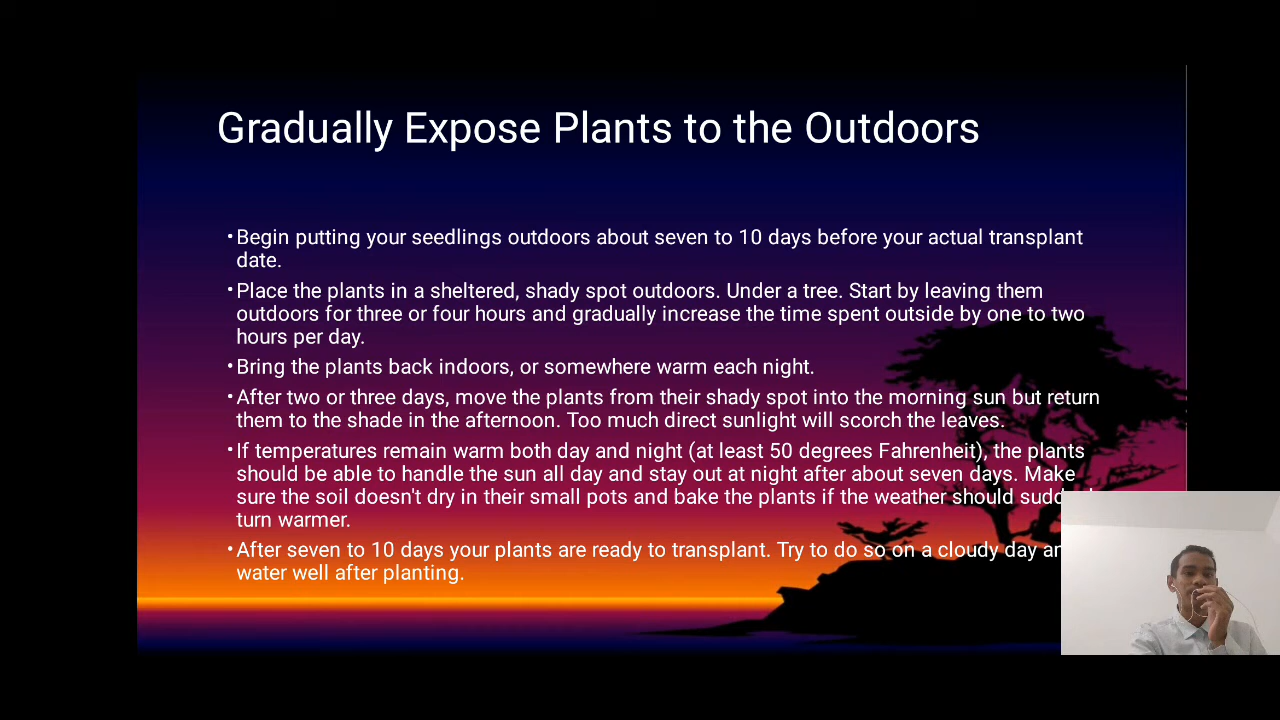 Gradually Expose Plants to the Outdoors
•Begin putting your seedlings outdoors about seven to 10 days before your actual transplant
date.
•Place the plants in a sheltered, shady spot outdoors. Under a tree. Start by leaving them
outdoors for three or four hours and gradually increase the time spent outside by one to two
hours per day.
•Bring the plants back indoors, or somewhere warm each night.
•After two or three days, move the plants from their shady spot into the morning sun but return
them to the shade in the afternoon. Too much direct sunlight will scorch the leaves.
•If temperatures remain warm both day and night (at least 50 degrees Fahrenheit), the plants
should be able to handle the sun all day and stay out at night after about seven days. Make
sure the soil doesn't dry in their small pots and bake the plants if the weather should
turn warmer.
•After seven to 10 days your plants are ready to transplant. Try to do so on a cloudy day
water well after planting.